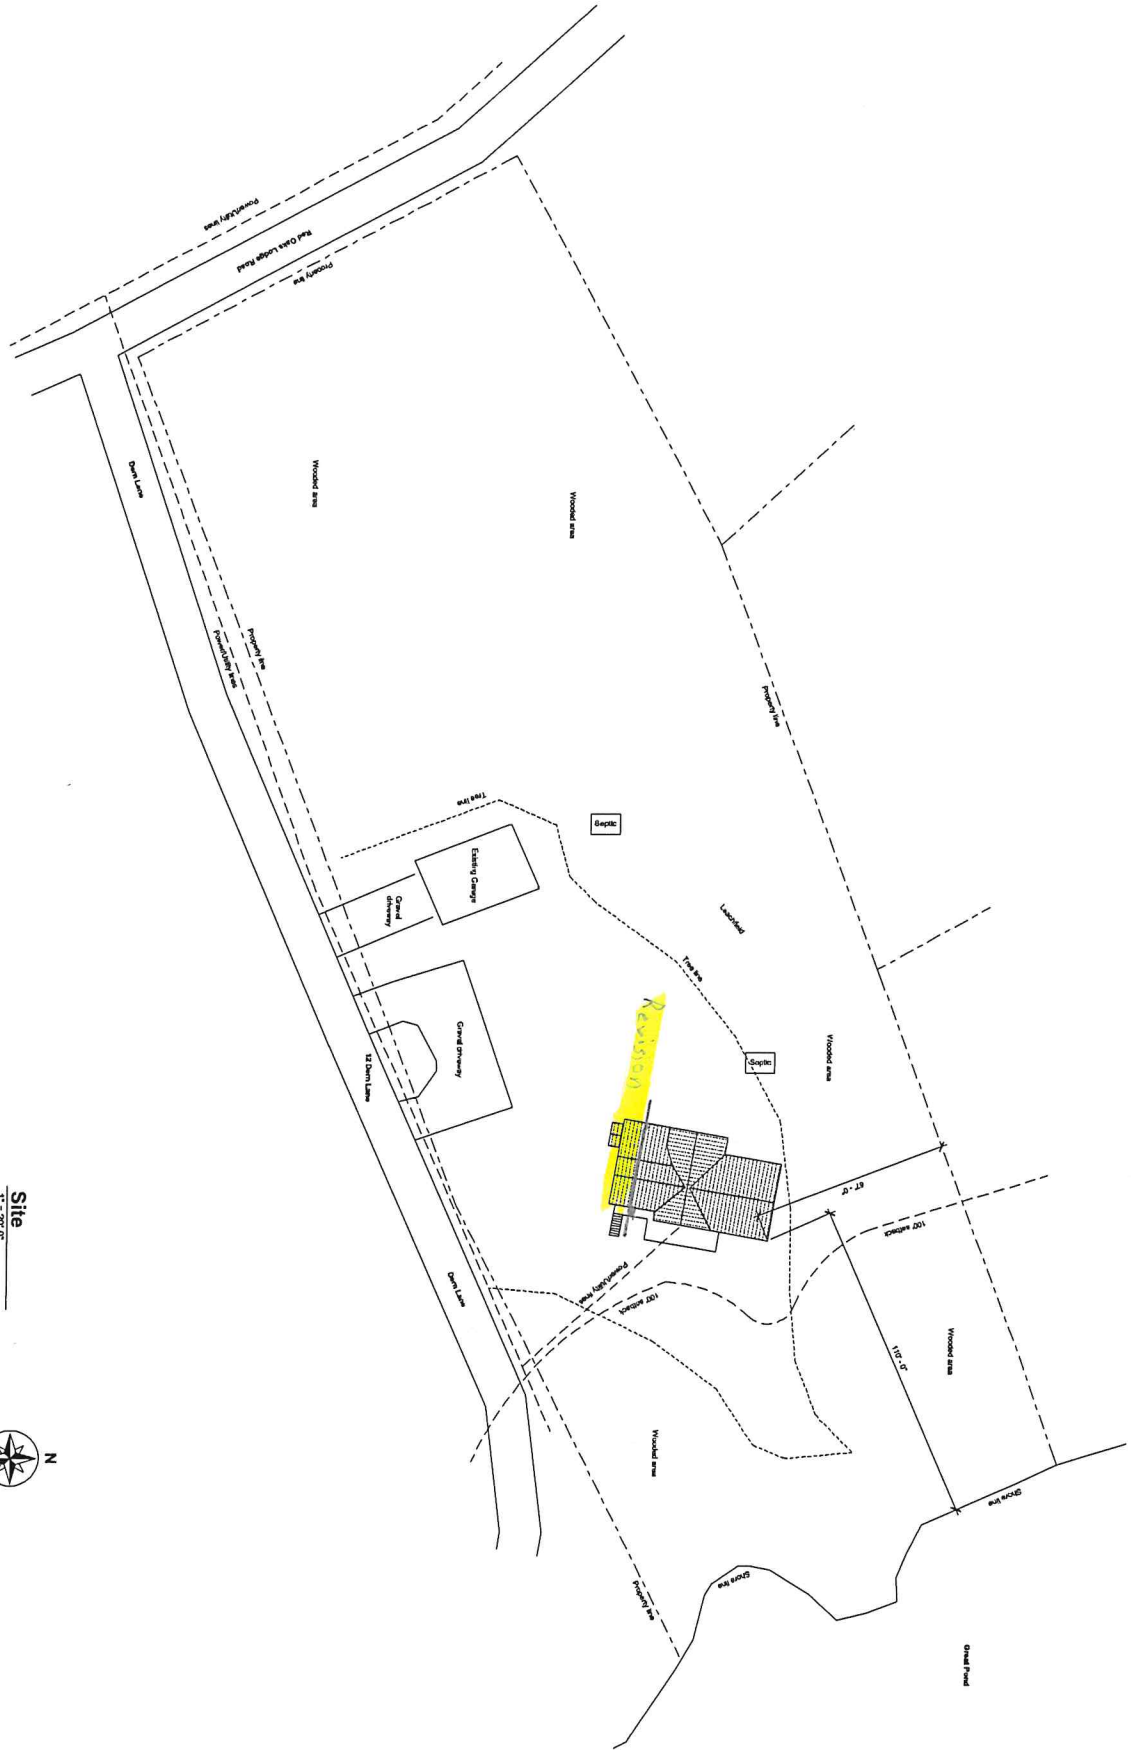 Power/Utility lines
Red Oaks Lodge Road
Property line
Dern Lane
Wooded area
Wooded area
Property line
Power/Utility lines
Property line
Tree line
Septic
Existing Garage
Gravel
driveway
Leachfield
Tree line
Gravel driveway
12 Dern Lane
Revision
Septic
Wooded area
67' - 0"
100' setback
Power/Utility lines
100' setback
Dern Lane
110' - 0"
Wooded area
Wooded area
Shore line
Shore line
Property line
Great Pond
Site
N